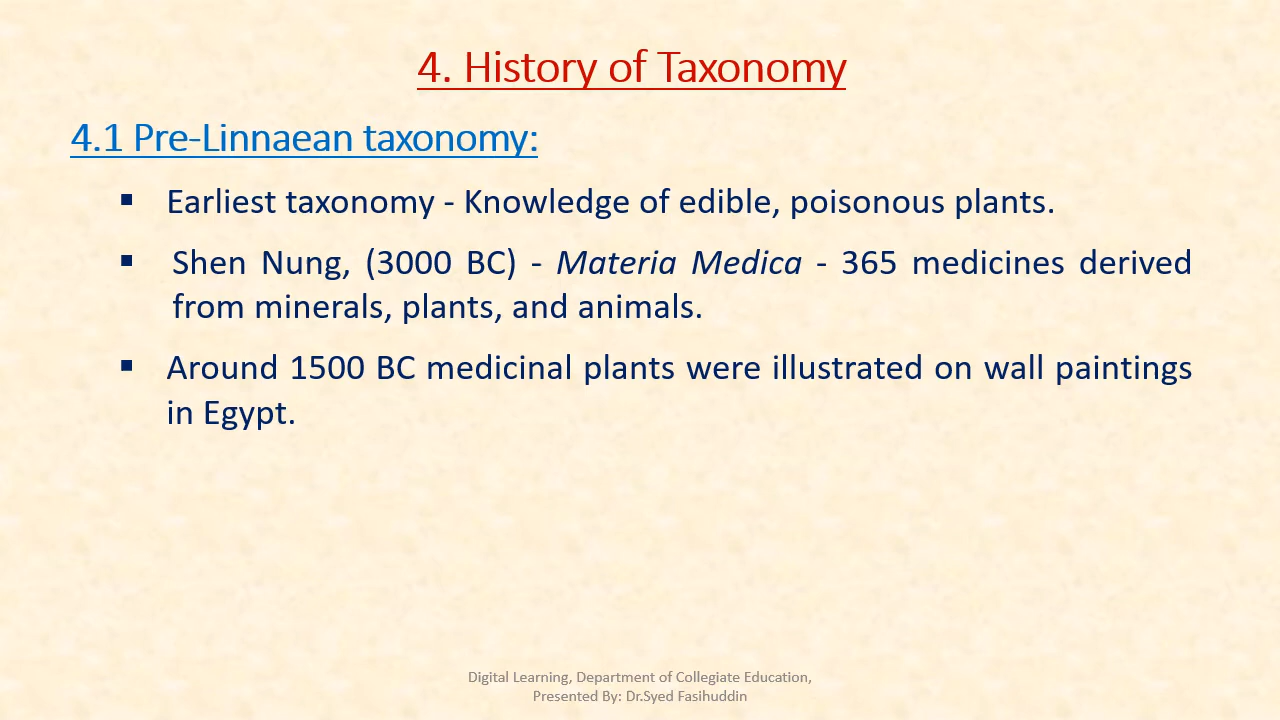 4. History of Taxonomy
4.1 Pre-Linnaean taxonomy:
▪ Earliest taxonomy - Knowledge of edible, poisonous plants.
▪ Shen Nung, (3000 BC) - Materia Medica - 365 medicines derived
from minerals, plants, and animals.
▪ Around 1500 BC medicinal plants were illustrated on wall paintings
in Egypt.
Digital Learning, Department of Collegiate Education,
Presented By: Dr.Syed Fasihuddin